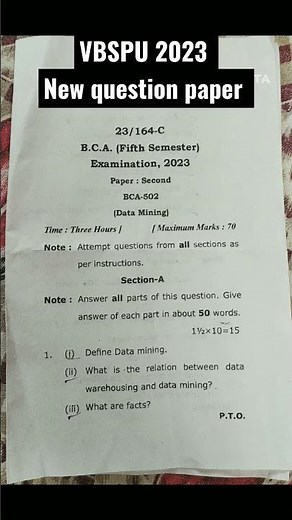 VBSPU 2023
New question paper
TA
23/164-C
B.C.A. (Fifth Semester)
Examination, 2023
Paper : Second
BCA-502
(Data Mining)
Time : Three Hours ] [ Maximum Marks : 70
Note : Attempt questions from all sections as
per instructions.
Section-A
Note : Answer all parts of this question. Give
answer of each part in about 50 words.
1½×10=15
1. (i) Define Data mining.
(ii) What is the relation between data
warehousing and data mining?
(iii) What are facts?
P.T.O.